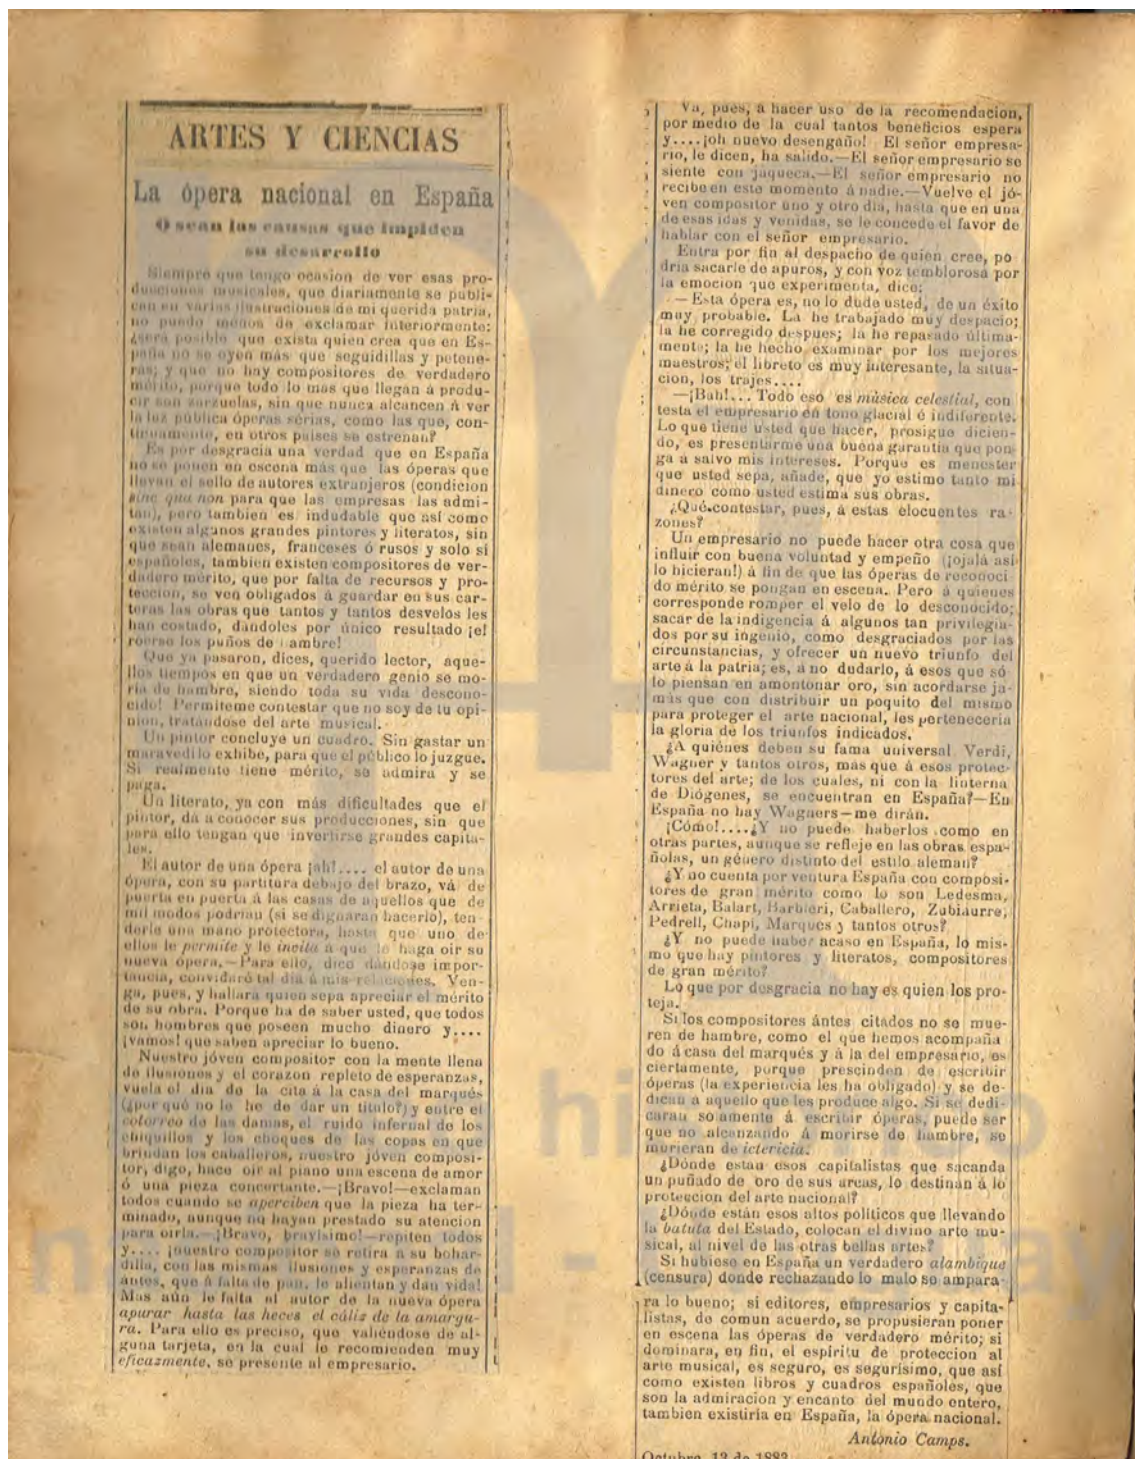 ARTES Y CIENCIAS
La ópera nacional en España
O sean las causas que impiden
su desarrollo
Siempre que tengo ocasion de ver esas pro-
ducciones musicales, que diariamente se publi-
can en varias ilustraciones de mi querida patria,
no puedo menos de exclamar interiormente:
¿será posible que exista quien crea que en Es-
paña no se oyen más que seguidillas y petene-
ras; y que no hay compositores de verdadero
mérito, porque todo lo mas que llegan á produ-
cir son zarzuelas, sin que nunca alcancen á ver
la luz pública óperas sérias, como las que, con-
tinuamente, en otros paises se estrenan?
Es por desgracia una verdad que en España
no se ponen en escena más que las óperas que
llevan el sello de autores extranjeros (condicion
sine qua non para que las empresas las admi-
tan), pero tambien es indudable que así como
existen algunos grandes pintores y literatos, sin
que sean alemanes, franceses ó rusos y solo sí
españoles, tambien existen compositores de ver-
dadero mérito, que por falta de recursos y pro-
teccion, se ven obligados á guardar en sus car-
teras las obras que tantos y tantos desvelos les
han costado, dándoles por único resultado ¡el
roerse los puños de ambre!
Que ya pasaron, dices, querido lector, aque-
llos tiempos en que un verdadero genio se mo-
ria de hambre, siendo toda su vida descono-
cido! Permíteme contestar que no soy de tu opi-
nion, tratándose del arte musical.
Un pintor concluye un cuadro. Sin gastar un
maravedí lo exhibe, para que el público lo juzgue.
Si realmente tiene mérito, se admira y se
paga.
Un literato, ya con más dificultades que el
pintor, dá a conocer sus producciones, sin que
para ello tengan que invertirse grandes capita-
les.
El autor de una ópera ¡ah!.... el autor de una
ópera, con su partitura debajo del brazo, vá de
puerta en puerta á las casas de aquellos que de
mil modos podrian (si se dignaran hacerlo), ten-
derle una mano protectora, hasta que uno de
ellos le permite y le invita á que le haga oir su
nueva ópera.—Para ello, dice dándose impor-
tancia, convidaré tal dia á mis relaciones. Ven-
ga, pues, y hallará quien sepa apreciar el mérito
de su obra. Porque ha de saber usted, que todos
son hombres que poseen mucho dinero y....
¡vamos! que saben apreciar lo bueno.
Nuestro jóven compositor con la mente llena
de ilusiones y el corazon repleto de esperanzas,
vuela el dia de la cita á la casa del marqués
(¿por qué no le he de dar un título?) y entre el
cotorreo de las damas, el ruido infernal de los
chiquillos y los choques de las copas en que
brindan los caballeros, nuestro jóven composi-
tor, digo, hace oir al piano una escena de amor
ó una pieza concertante.—¡Bravo!—exclaman
todos cuando se aperciben que la pieza ha ter-
minado, aunque no hayan prestado su atencion
para oirla.—¡Bravo, bravísimo!—repiten todos
y.... ¡nuestro compositor se retira a su bohar-
dilla, con las mismas ilusiones y esperanzas de
ántes, que á falta de pan, le alientan y dan vida!
Mas aún le falta al autor de la nueva ópera
apurar hasta las heces el cáliz de la amargu-
ra. Para ello es preciso, que valiéndose de al-
guna tarjeta, en la cual le recomienden muy
eficazmente, se presente al empresario.
Va, pues, á hacer uso de la recomendacion,
por medio de la cual tantos beneficios espera
y....¡oh nuevo desengaño! El señor empresa-
rio, le dicen, ha salido.—El señor empresario se
siente con jaqueca.—El señor empresario no
recibe en este momento á nadie.—Vuelve el jó-
ven compositor uno y otro dia, hasta que en una
de esas idas y venidas, se le concede el favor de
hablar con el señor empresario.
Entra por fin al despacho de quien cree, po
dria sacarle de apuros, y con voz temblorosa por
la emocion que experimenta, dice:
—Esta ópera es, no lo dude usted, de un éxito
muy probable. La he trabajado muy despacio;
la he corregido despues; la he repasado última-
mente; la he hecho examinar por los mejores
maestros; el libreto es muy interesante, la situa-
cion, los trajes....
—¡Bah!... Todo eso es música celestial, con
testa el empresario en tono glacial é indiferente.
Lo que tiene usted que hacer, prosigue dicien-
do, es presentarme una buena garantía que pon-
ga á salvo mis intereses. Porque es menester
que usted sepa, añade, que yo estimo tanto mi
dinero como usted estima sus obras.
¿Qué contestar, pues, á estas elocuentes ra-
zones?
Un empresario no puede hacer otra cosa que
influir con buena voluntad y empeño (¡ojalá así
lo hicieran!) á fin de que las óperas de reconoci
do mérito se pongan en escena. Pero á quienes
corresponde romper el velo de lo desconocido;
sacar de la indigencia á algunos tan privilegia-
dos por su ingenio, como desgraciados por las
circunstancias, y ofrecer un nuevo triunfo del
arte á la patria; es, á no dudarlo, á esos que só
lo piensan en amontonar oro, sin acordarse ja-
más que con distribuir un poquito del mismo
para proteger el arte nacional, les perteneceria
la gloria de los triunfos indicados.
¿A quiénes deben su fama universal Verdi,
Wagner y tantos otros, mas que á esos protec-
tores del arte; de los cuales, ni con la linterna
de Diógenes, se encuentran en España?—En
España no hay Wagners—me dirán.
¡Cómo!....¿Y no puede haberlos como en
otras partes, aunque se refleje en las obras espa-
ñolas, un género distinto del estilo aleman?
¿Y no cuenta por ventura España con composi-
tores de gran mérito como lo son Ledesma,
Arrieta, Balart, Barbieri, Caballero, Zubiaurre,
Pedrell, Chapí, Marques y tantos otros?
¿Y no puede haber acaso en España, lo mis-
mo que hay pintores y literatos, compositores
de gran mérito?
Lo que por desgracia no hay es quien los pro-
teja.
Si los compositores ántes citados no se mue-
ren de hambre, como el que hemos acompaña
do á casa del marqués y á la del empresario, es
ciertamente, porque prescinden de escribir
óperas (la experiencia les ha obligado) y se de-
dican a aquello que les produce algo. Si se dedi-
caran so amente á escribir óperas, puede ser
que no alcanzando á morirse de hambre, se
murieran de ictericia.
¿Dónde estan esos capitalistas que sacanda
un puñado de oro de sus arcas, lo destinan á lo
proteccion del arte nacional?
¿Dónde están esos altos políticos que llevando
la batuta del Estado, colocan el divino arte mu-
sical, al nivel de las otras bellas artes?
Si hubiese en España un verdadero alambique
(censura) donde rechazando lo malo se ampara-
ra lo bueno; si editores, empresarios y capita-
listas, de comun acuerdo, se propusieran poner
en escena las óperas de verdadero mérito; si
dominara, en fin, el espíritu de proteccion al
arte musical, es seguro, es segurísimo, que así
como existen libros y cuadros españoles, que
son la admiracion y encanto del mundo entero,
tambien existiria en España, la ópera nacional.
Antonio Camps.
Octubre, 12 de 1882